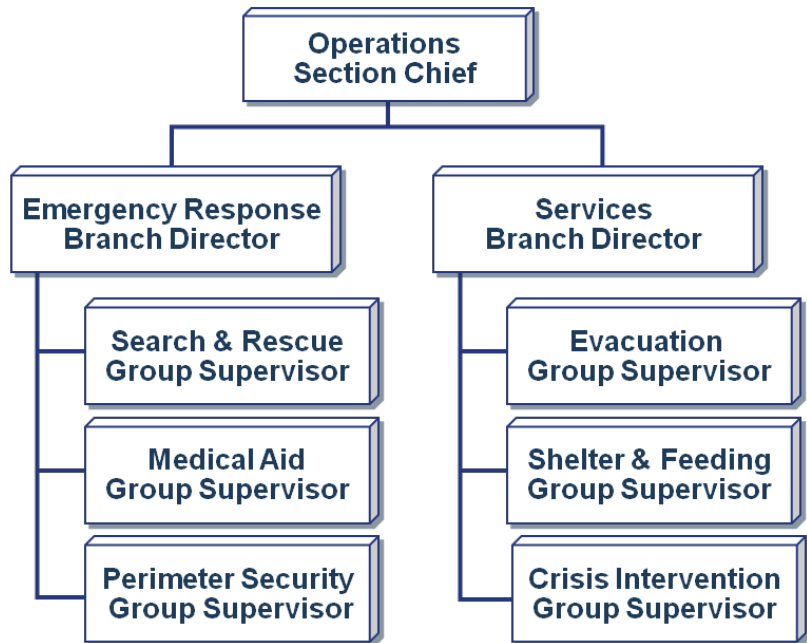 Operations
Section Chief
Emergency Response
Branch Director
Search & Rescue
Group Supervisor
Medical Aid
Group Supervisor
Perimeter Security
Group Supervisor
Services
Branch Director
Evacuation
Group Supervisor
Shelter & Feeding
Group Supervisor
Crisis Intervention
Group Supervisor